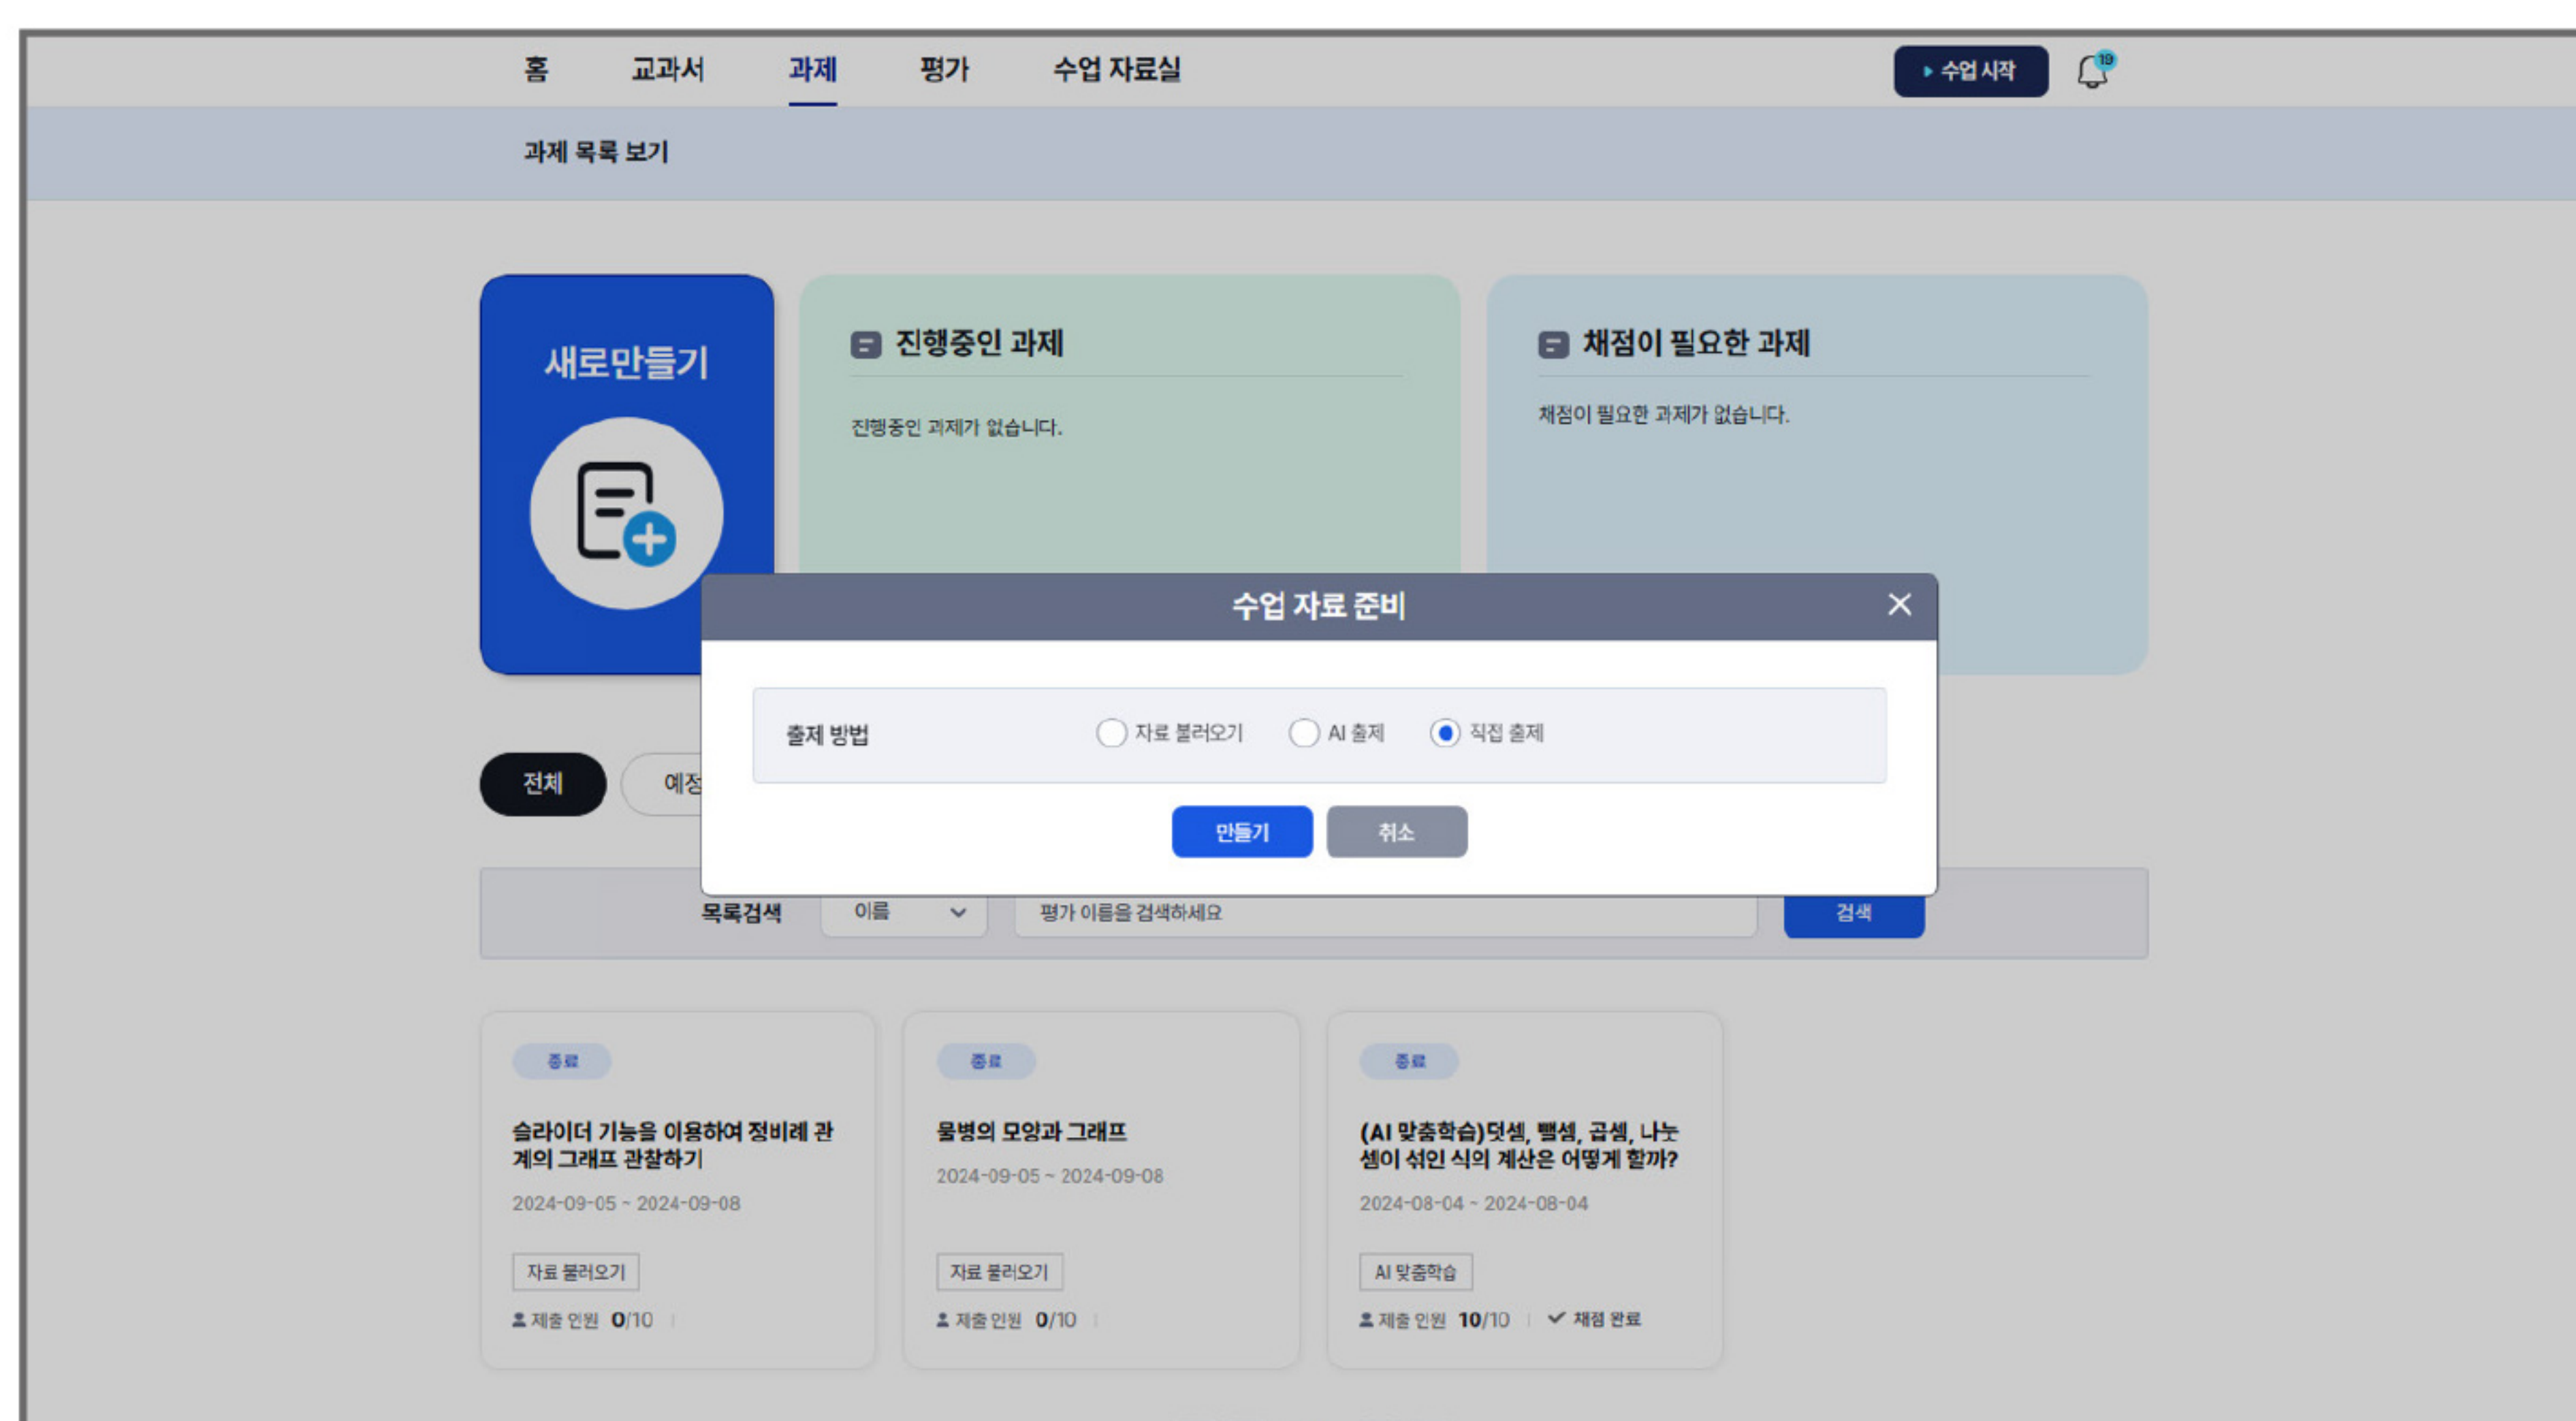 홈 교과서 과제 평가 수업 자료실 수업 시작 19
과제 목록 보기
새로만들기
진행중인 과제
진행중인 과제가 없습니다.
채점이 필요한 과제
채점이 필요한 과제가 없습니다.
수업 자료 준비
출제 방법 자료 불러오기 AI 출제 직접 출제
만들기 취소
전체 예정
목록검색 이름 평가 이름을 검색하세요 검색
종료
슬라이더 기능을 이용하여 정비례 관
계의 그래프 관찰하기
2024-09-05 ~ 2024-09-08
자료 불러오기
제출 인원 0/10
종료
물병의 모양과 그래프
2024-09-05 ~ 2024-09-08
자료 불러오기
제출 인원 0/10
종료
(AI 맞춤학습)덧셈, 뺄셈, 곱셈, 나눗
셈이 섞인 식의 계산은 어떻게 할까?
2024-08-04 ~ 2024-08-04
AI 맞춤학습
제출 인원 10/10 채점 완료